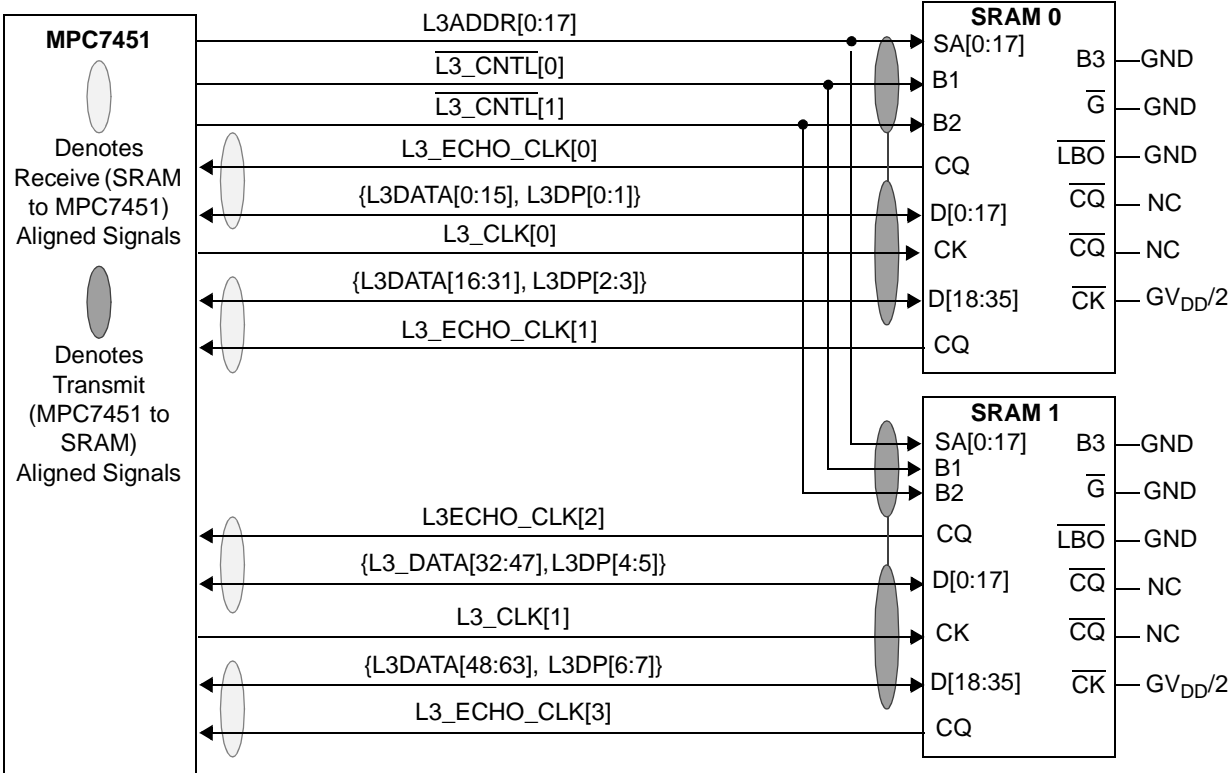 MPC7451
Denotes
Receive (SRAM
to MPC7451)
Aligned Signals
Denotes
Transmit
(MPC7451 to
SRAM)
Aligned Signals
L3ADDR[0:17]
L3_CNTL[0]
L3_CNTL[1]
L3_ECHO_CLK[0]
{L3DATA[0:15], L3DP[0:1]}
L3_CLK[0]
{L3DATA[16:31], L3DP[2:3]}
L3_ECHO_CLK[1]
L3ECHO_CLK[2]
{L3_DATA[32:47], L3DP[4:5]}
L3_CLK[1]
{L3DATA[48:63], L3DP[6:7]}
L3_ECHO_CLK[3]
SRAM 0
SA[0:17]
B1
B2
CQ
D[0:17]
CK
D[18:35]
CQ
B3 GND
G GND
LBO GND
CQ NC
CQ NC
CK GVDD/2
SRAM 1
SA[0:17]
B1
B2
CQ
D[0:17]
CK
D[18:35]
CQ
B3 GND
G GND
LBO GND
CQ NC
CQ NC
CK GVDD/2